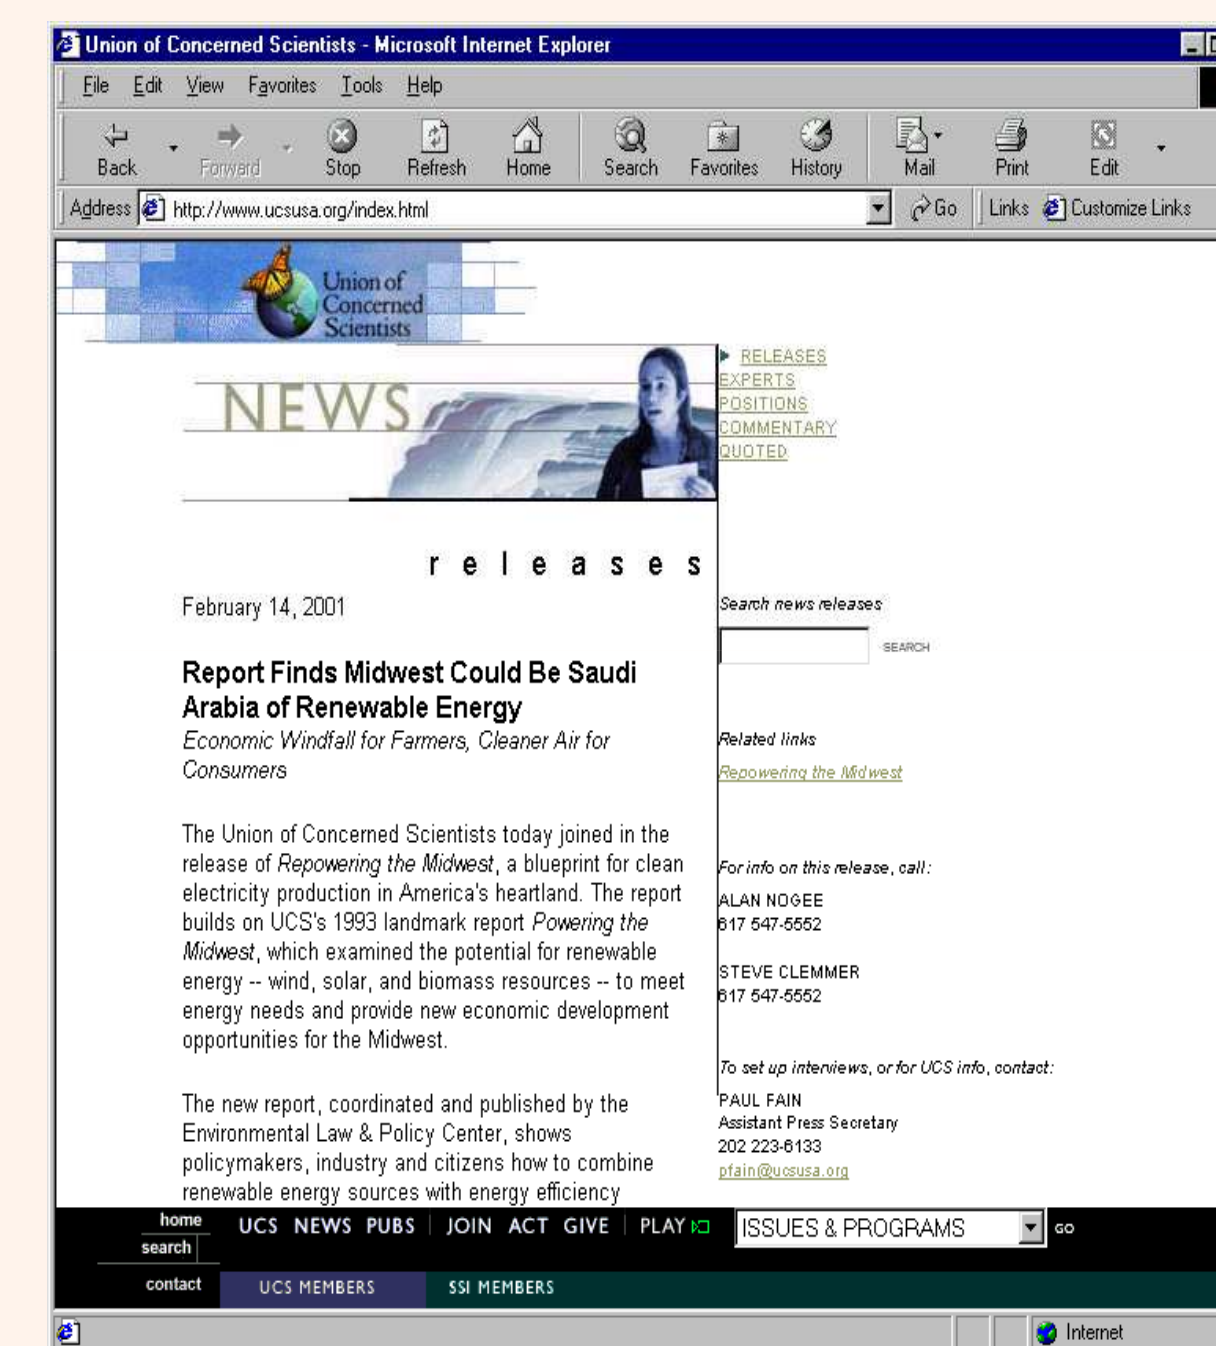 Union of Concerned Scientists - Microsoft Internet Explorer
File Edit View Favorites Tools Help
Back Forward Stop Refresh Home Search Favorites History Mail Print Edit
Address http://www.ucsusa.org/index.html Go Links Customize Links
Union of
Concerned
Scientists
NEWS
RELEASES
EXPERTS
POSITIONS
COMMENTARY
QUOTED
releases
February 14, 2001
Report Finds Midwest Could Be Saudi
Arabia of Renewable Energy
Economic Windfall for Farmers, Cleaner Air for
Consumers
The Union of Concerned Scientists today joined in the
release of Repowering the Midwest, a blueprint for clean
electricity production in America's heartland. The report
builds on UCS's 1993 landmark report Powering the
Midwest, which examined the potential for renewable
energy -- wind, solar, and biomass resources -- to meet
energy needs and provide new economic development
opportunities for the Midwest.
The new report, coordinated and published by the
Environmental Law & Policy Center, shows
policymakers, industry and citizens how to combine
renewable energy sources with energy efficiency
Search news releases
SEARCH
Related links
Repowering the Midwest
For info on this release, call:
ALAN NOGEE
617 547-5552
STEVE CLEMMER
617 547-5552
To set up interviews, or for UCS info, contact:
PAUL FAIN
Assistant Press Secretary
202 223-6133
pfain@ucsusa.org
home
search
contact
UCS NEWS PUBS JOIN ACT GIVE PLAY ISSUES & PROGRAMS GO
UCS MEMBERS SSI MEMBERS
Internet